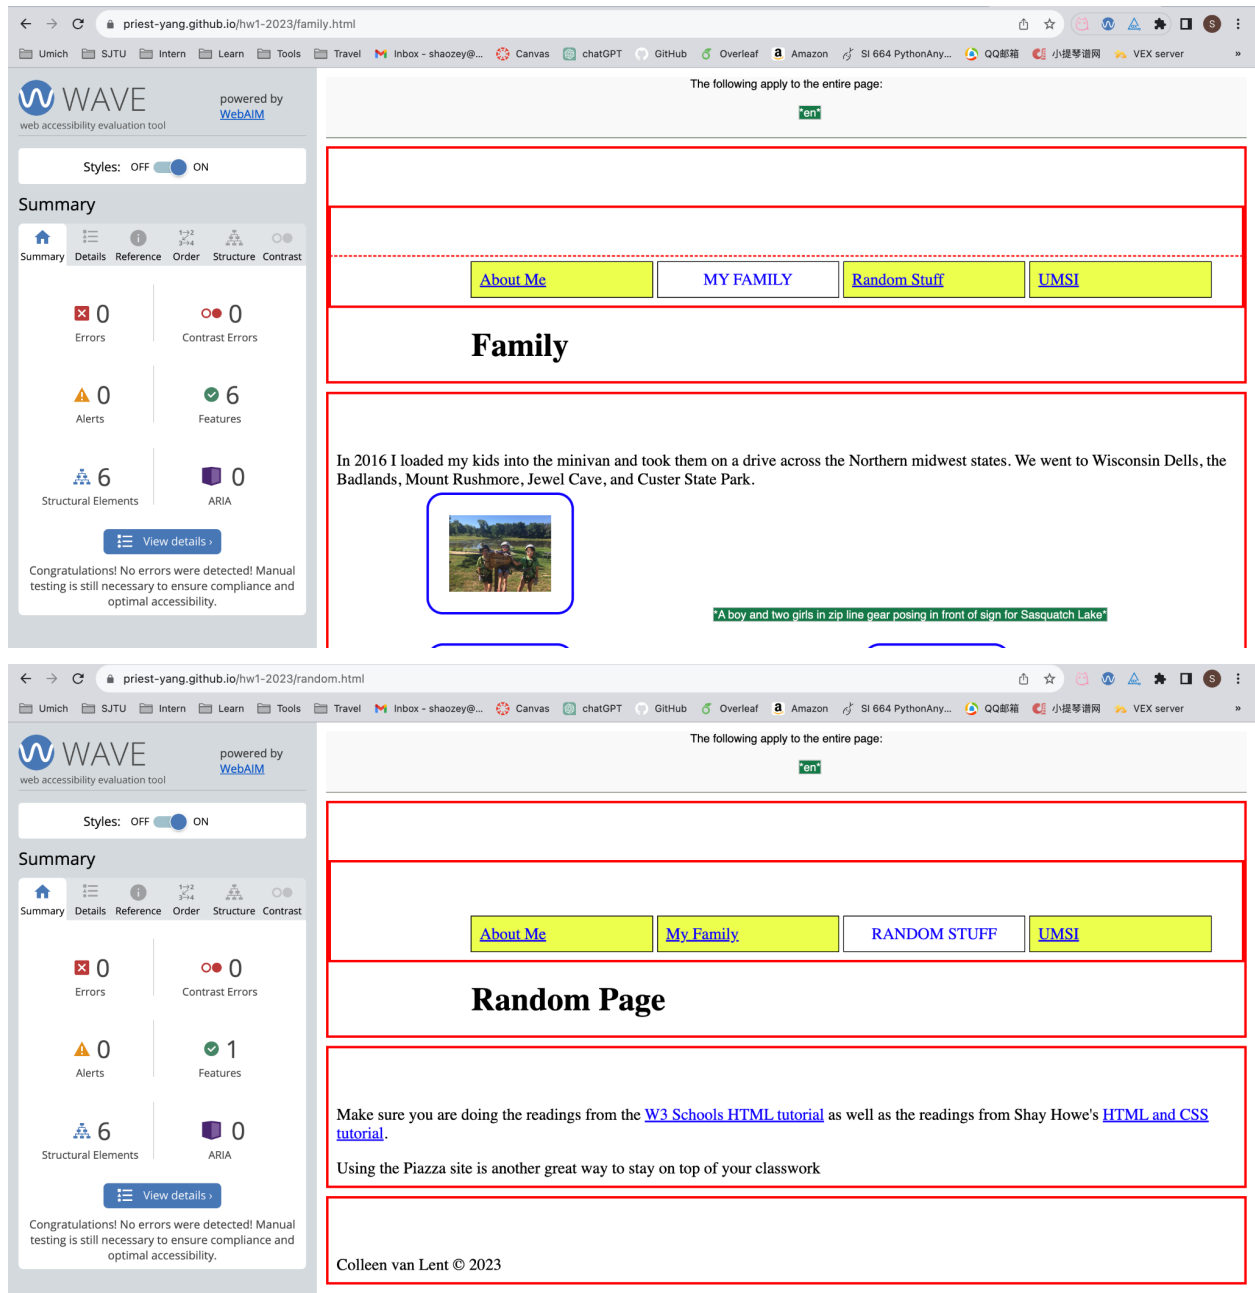 priest-yang.github.io/hw1-2023/family.html
S
Umich SJTU Intern Learn Tools Travel Inbox - shaozey@... Canvas chatGPT GitHub Overleaf a Amazon SI 664 PythonAny... QQ邮箱 小提琴谱网 VEX server »
WAVE
web accessibility evaluation tool
powered by
WebAIM
Styles: OFF ON
Summary
Summary Details Reference Order Structure Contrast
0 0
Errors Contrast Errors
0 6
Alerts Features
6 0
Structural Elements ARIA
View details ›
Congratulations! No errors were detected! Manual
testing is still necessary to ensure compliance and
optimal accessibility.
The following apply to the entire page:
*en*
About Me MY FAMILY Random Stuff UMSI
Family
In 2016 I loaded my kids into the minivan and took them on a drive across the Northern midwest states. We went to Wisconsin Dells, the
Badlands, Mount Rushmore, Jewel Cave, and Custer State Park.
*A boy and two girls in zip line gear posing in front of sign for Sasquatch Lake*
priest-yang.github.io/hw1-2023/random.html
S
Umich SJTU Intern Learn Tools Travel Inbox - shaozey@... Canvas chatGPT GitHub Overleaf a Amazon SI 664 PythonAny... QQ邮箱 小提琴谱网 VEX server »
WAVE
web accessibility evaluation tool
powered by
WebAIM
Styles: OFF ON
Summary
Summary Details Reference Order Structure Contrast
0 0
Errors Contrast Errors
0 1
Alerts Features
6 0
Structural Elements ARIA
View details ›
Congratulations! No errors were detected! Manual
testing is still necessary to ensure compliance and
optimal accessibility.
The following apply to the entire page:
*en*
About Me My Family RANDOM STUFF UMSI
Random Page
Make sure you are doing the readings from the W3 Schools HTML tutorial as well as the readings from Shay Howe's HTML and CSS
tutorial.
Using the Piazza site is another great way to stay on top of your classwork
Colleen van Lent © 2023